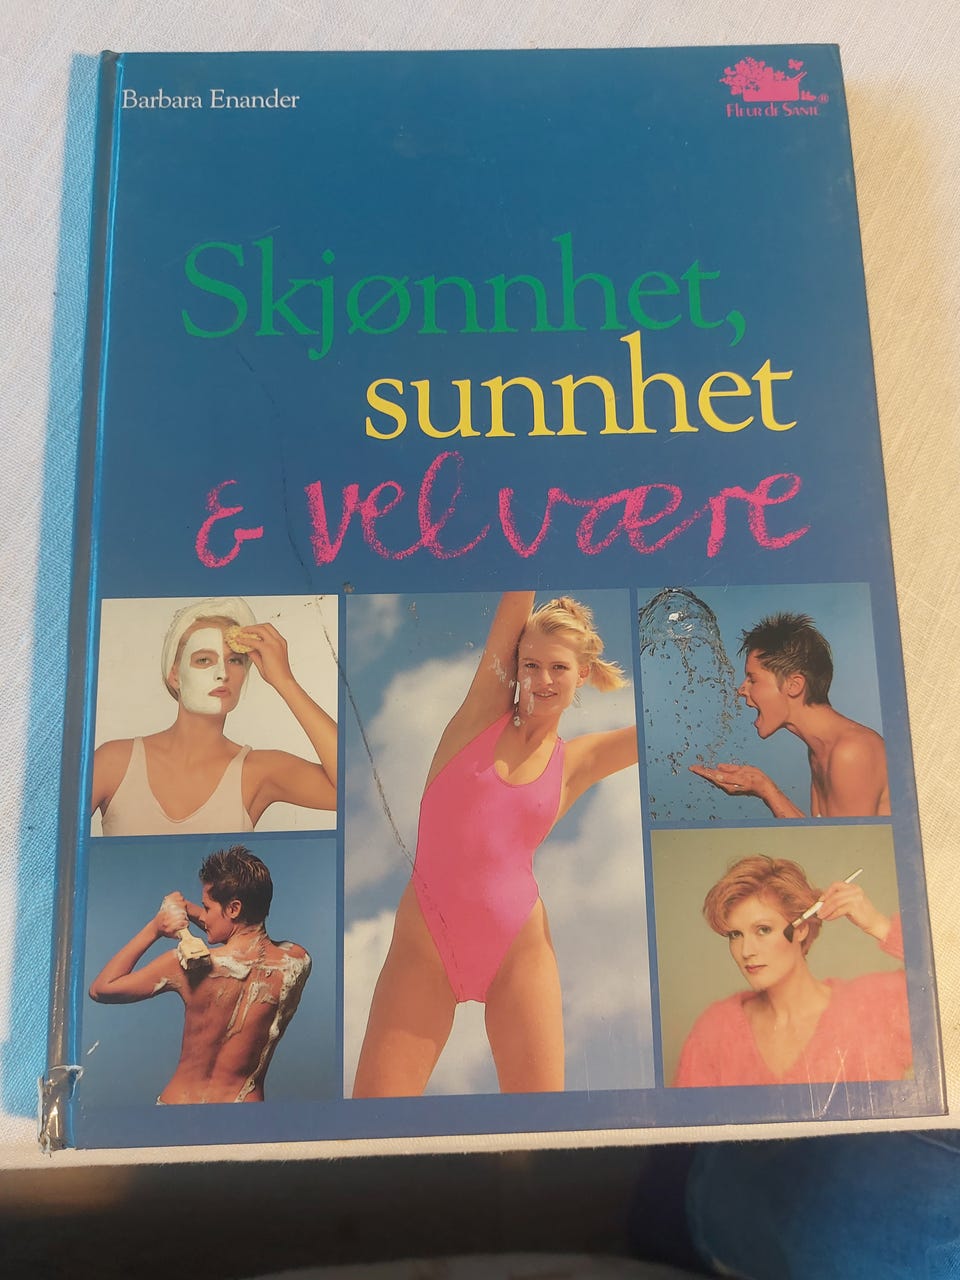 Barbara Enander
Fleur de Santé
®
Skjønnhet,
sunnhet
& velvære